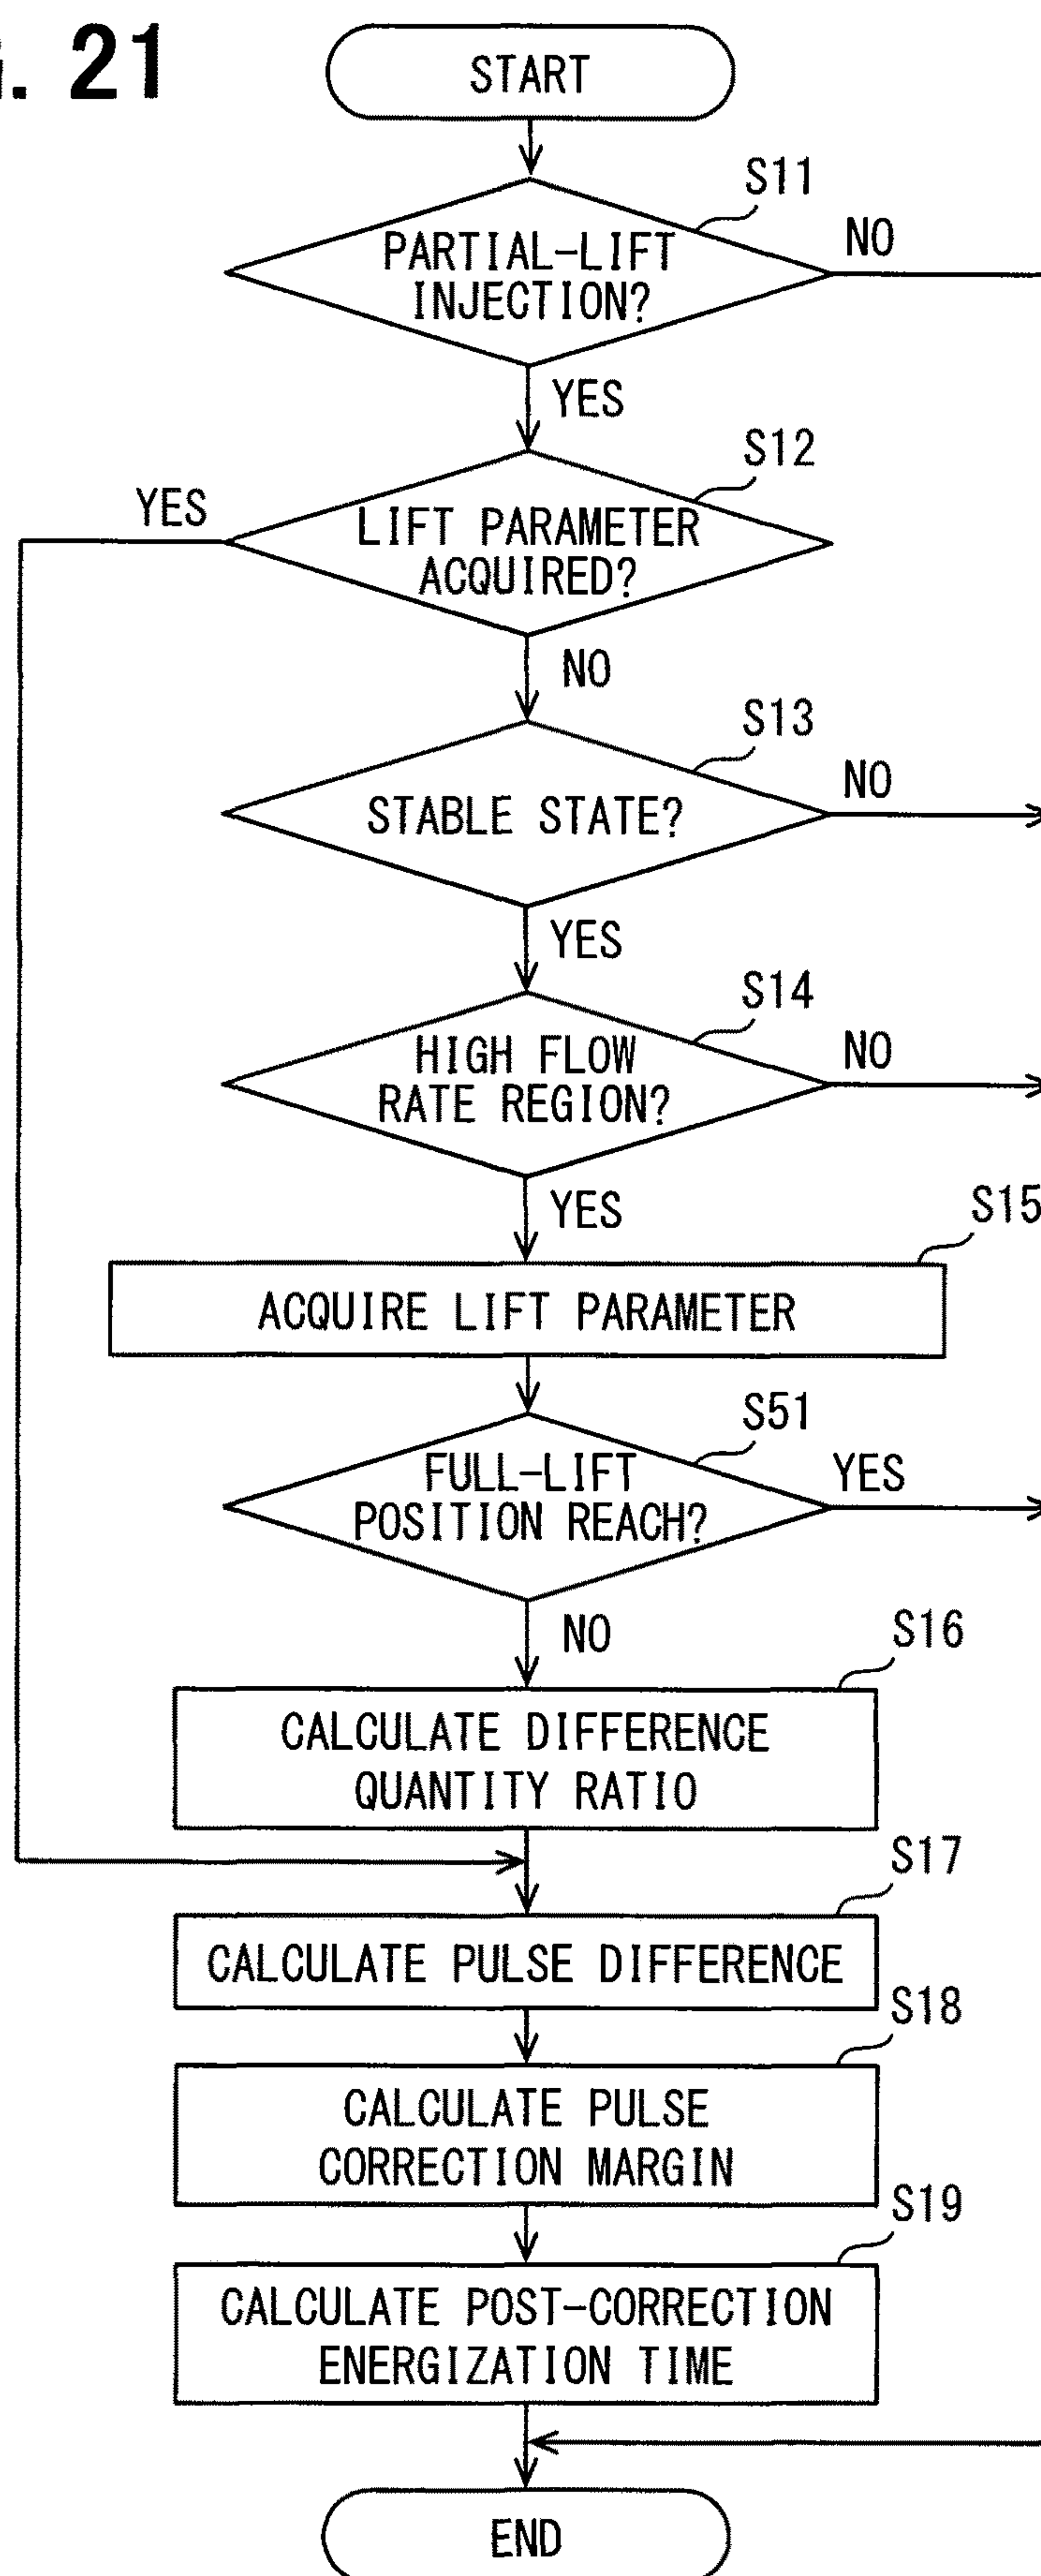 . 21
START
S11
PARTIAL-LIFT
INJECTION?
NO
YES
S12
YES
LIFT PARAMETER
ACQUIRED?
NO
S13
STABLE STATE?
NO
YES
S14
HIGH FLOW
RATE REGION?
NO
YES
S15
ACQUIRE LIFT PARAMETER
S51
FULL-LIFT
POSITION REACH?
YES
NO
S16
CALCULATE DIFFERENCE
QUANTITY RATIO
S17
CALCULATE PULSE DIFFERENCE
S18
CALCULATE PULSE
CORRECTION MARGIN
S19
CALCULATE POST-CORRECTION
ENERGIZATION TIME
END